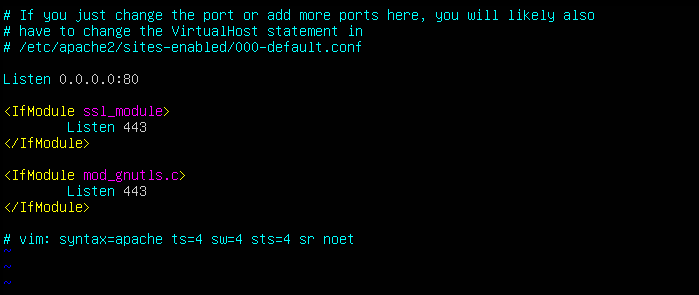 # If you just change the port or add more ports here, you will likely also
# have to change the VirtualHost statement in
# /etc/apache2/sites-enabled/000-default.conf
Listen 0.0.0.0:80
<IfModule ssl_module>
        Listen 443
</IfModule>
<IfModule mod_gnutls.c>
        Listen 443
</IfModule>
# vim: syntax=apache ts=4 sw=4 sts=4 sr noet
~
~
~